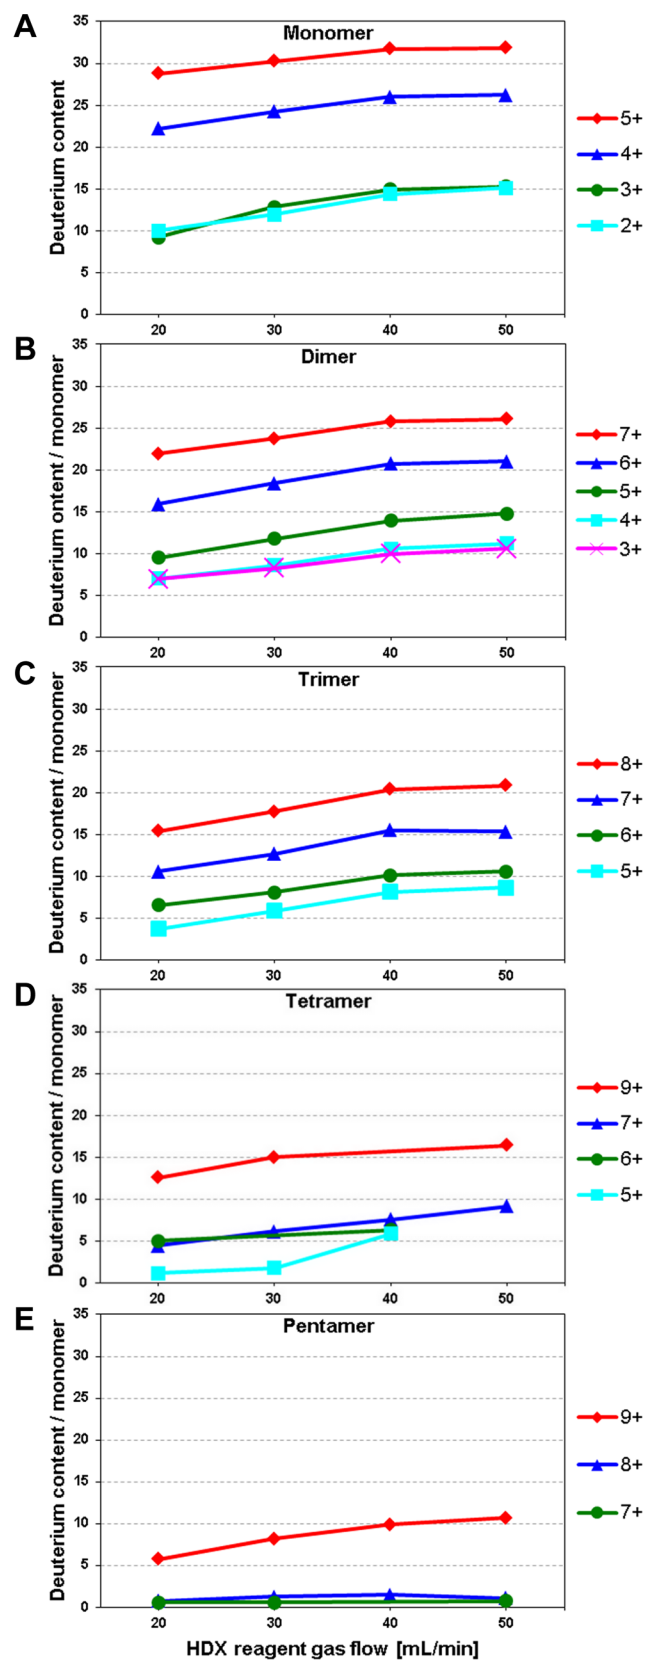 A
Monomer
Deuterium content
35
30
25
20
15
10
5
0
20 30 40 50
5+
4+
3+
2+
B
Dimer
Deuterium ontent / monomer
35
30
25
20
15
10
5
0
20 30 40 50
7+
6+
5+
4+
3+
C
Trimer
Deuterium content / monomer
35
30
25
20
15
10
5
0
20 30 40 50
8+
7+
6+
5+
D
Tetramer
Deuterium content / monomer
35
30
25
20
15
10
5
0
20 30 40 50
9+
7+
6+
5+
E
Pentamer
Deuterium content / monomer
35
30
25
20
15
10
5
0
20 30 40 50
9+
8+
7+
HDX reagent gas flow [mL/min]